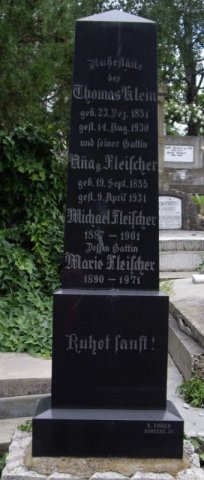 Ruhestätte
des
Thomas Klein
geb. 23. Dez. 1851
gest. 14. Aug. 1930
und seiner Gattin
geb. Fleischer
geb. 19. Sept. 1855
gest. 9. April 1931
Michael Fleischer
1887 – 1961
Dessen Gattin
Marie Fleischer
1890 – 1971
Ruhet sanft!